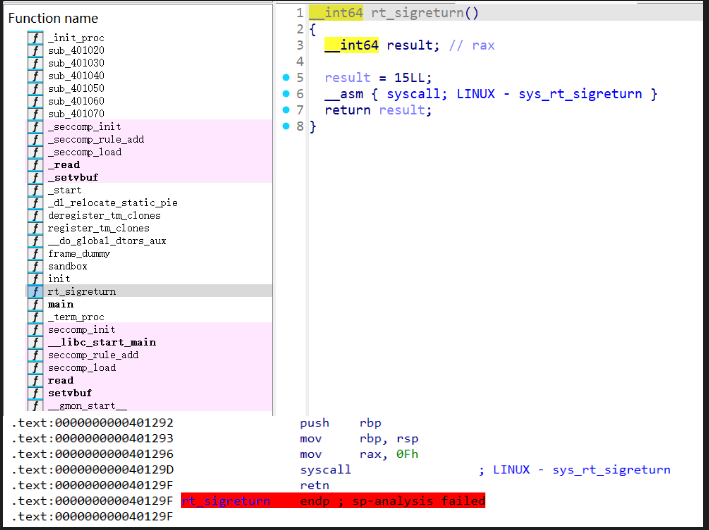 Function name
_init_proc
sub_401020
sub_401030
sub_401040
sub_401050
sub_401060
sub_401070
_seccomp_init
_seccomp_rule_add
_seccomp_load
_read
_setvbuf
_start
_dl_relocate_static_pie
deregister_tm_clones
register_tm_clones
__do_global_dtors_aux
frame_dummy
sandbox
init
rt_sigreturn
main
_term_proc
seccomp_init
__libc_start_main
seccomp_rule_add
seccomp_load
read
setvbuf
__gmon_start__
1 __int64 rt_sigreturn()
2 {
3 __int64 result; // rax
4
5 result = 15LL;
6 __asm { syscall; LINUX - sys_rt_sigreturn }
7 return result;
8 }
.text:0000000000401292 push rbp
.text:0000000000401293 mov rbp, rsp
.text:0000000000401296 mov rax, 0Fh
.text:000000000040129D syscall ; LINUX - sys_rt_sigreturn
.text:000000000040129F retn
.text:000000000040129F rt_sigreturn endp ; sp-analysis failed
.text:000000000040129F